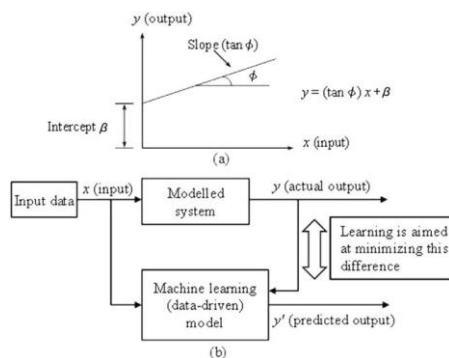 y (output)
Slope (tan ϕ)
ϕ
y = (tan ϕ) x + β
Intercept β
x (input)
(a)
Input data
x (input)
Modelled
system
y (actual output)
Learning is aimed
at minimizing this
difference
Machine learning
(data-driven)
model
y′ (predicted output)
(b)